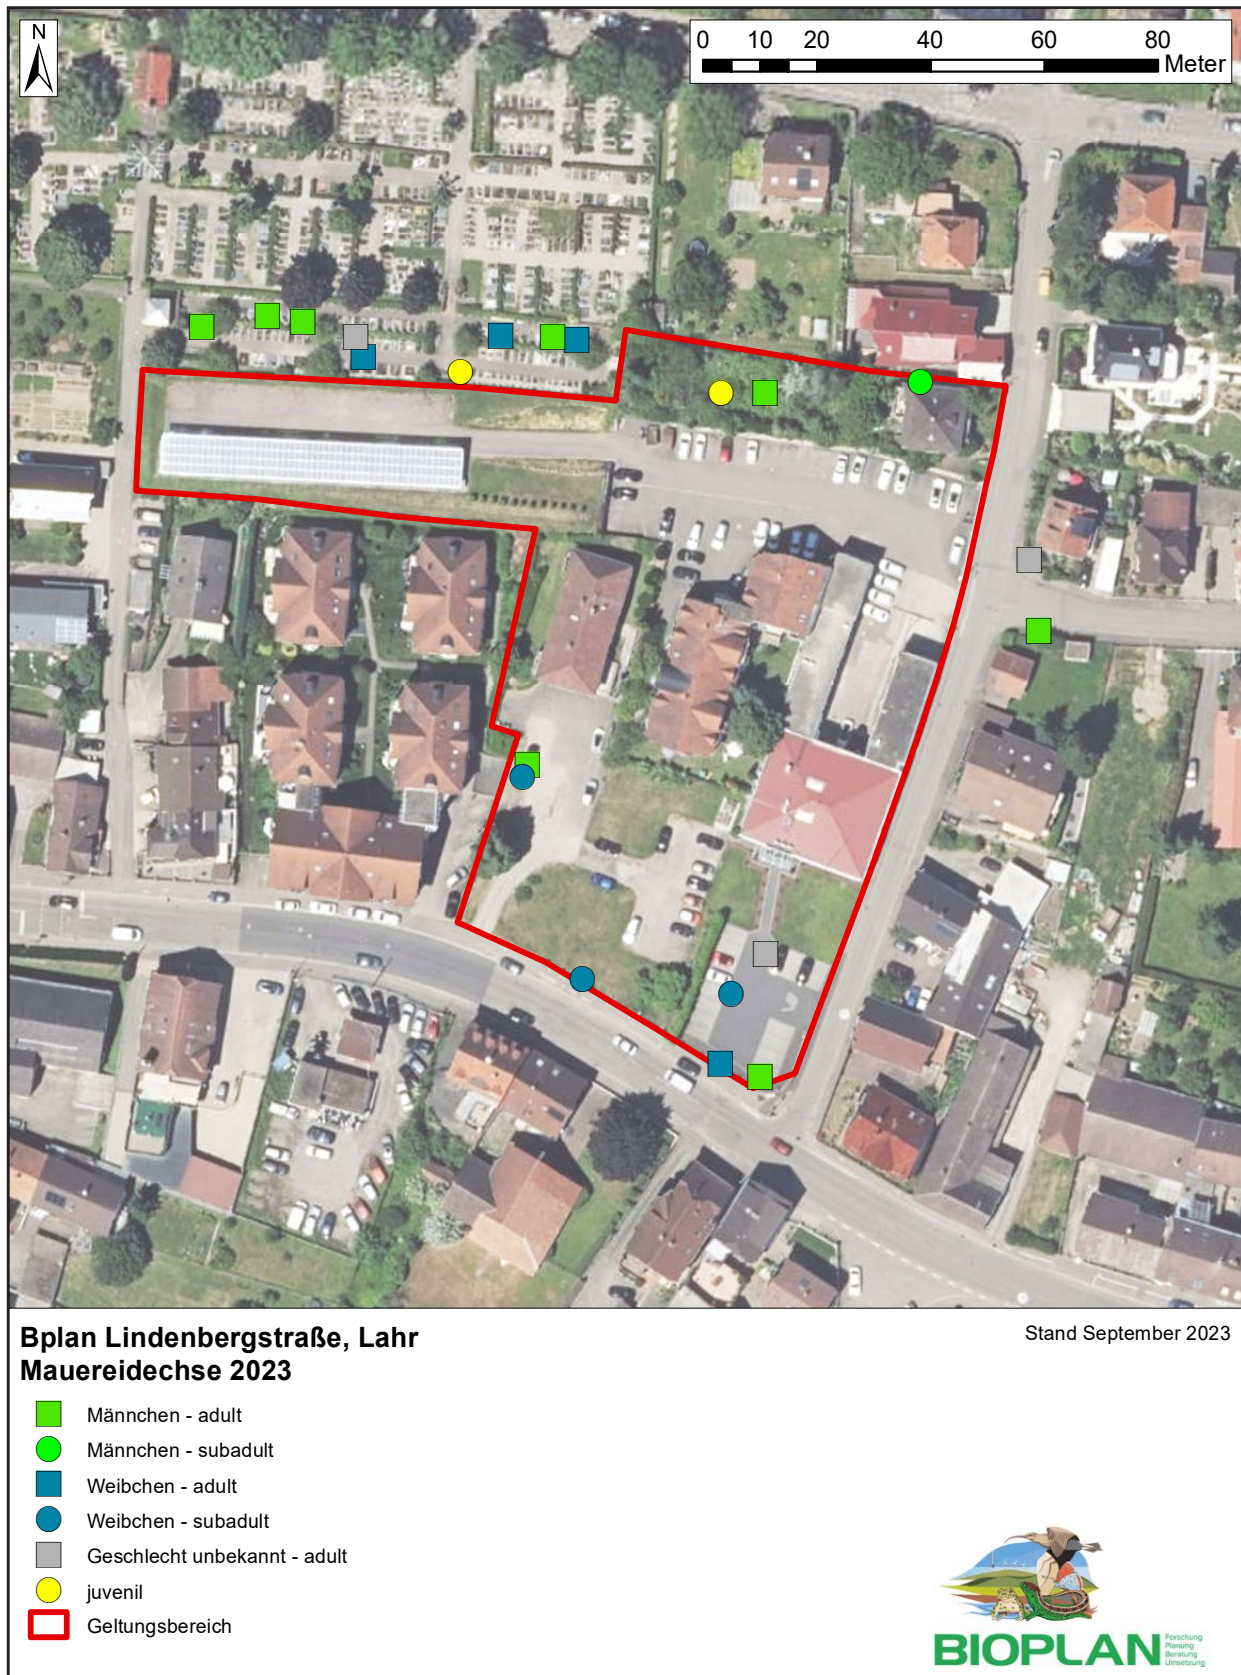 N
0 10 20 40 60 80
Meter
Bplan Lindenbergstraße, Lahr
Mauereidechse 2023
Stand September 2023
Männchen - adult
Männchen - subadult
Weibchen - adult
Weibchen - subadult
Geschlecht unbekannt - adult
juvenil
Geltungsbereich
BIOPLAN
Forschung
Planung
Beratung
Umsetzung